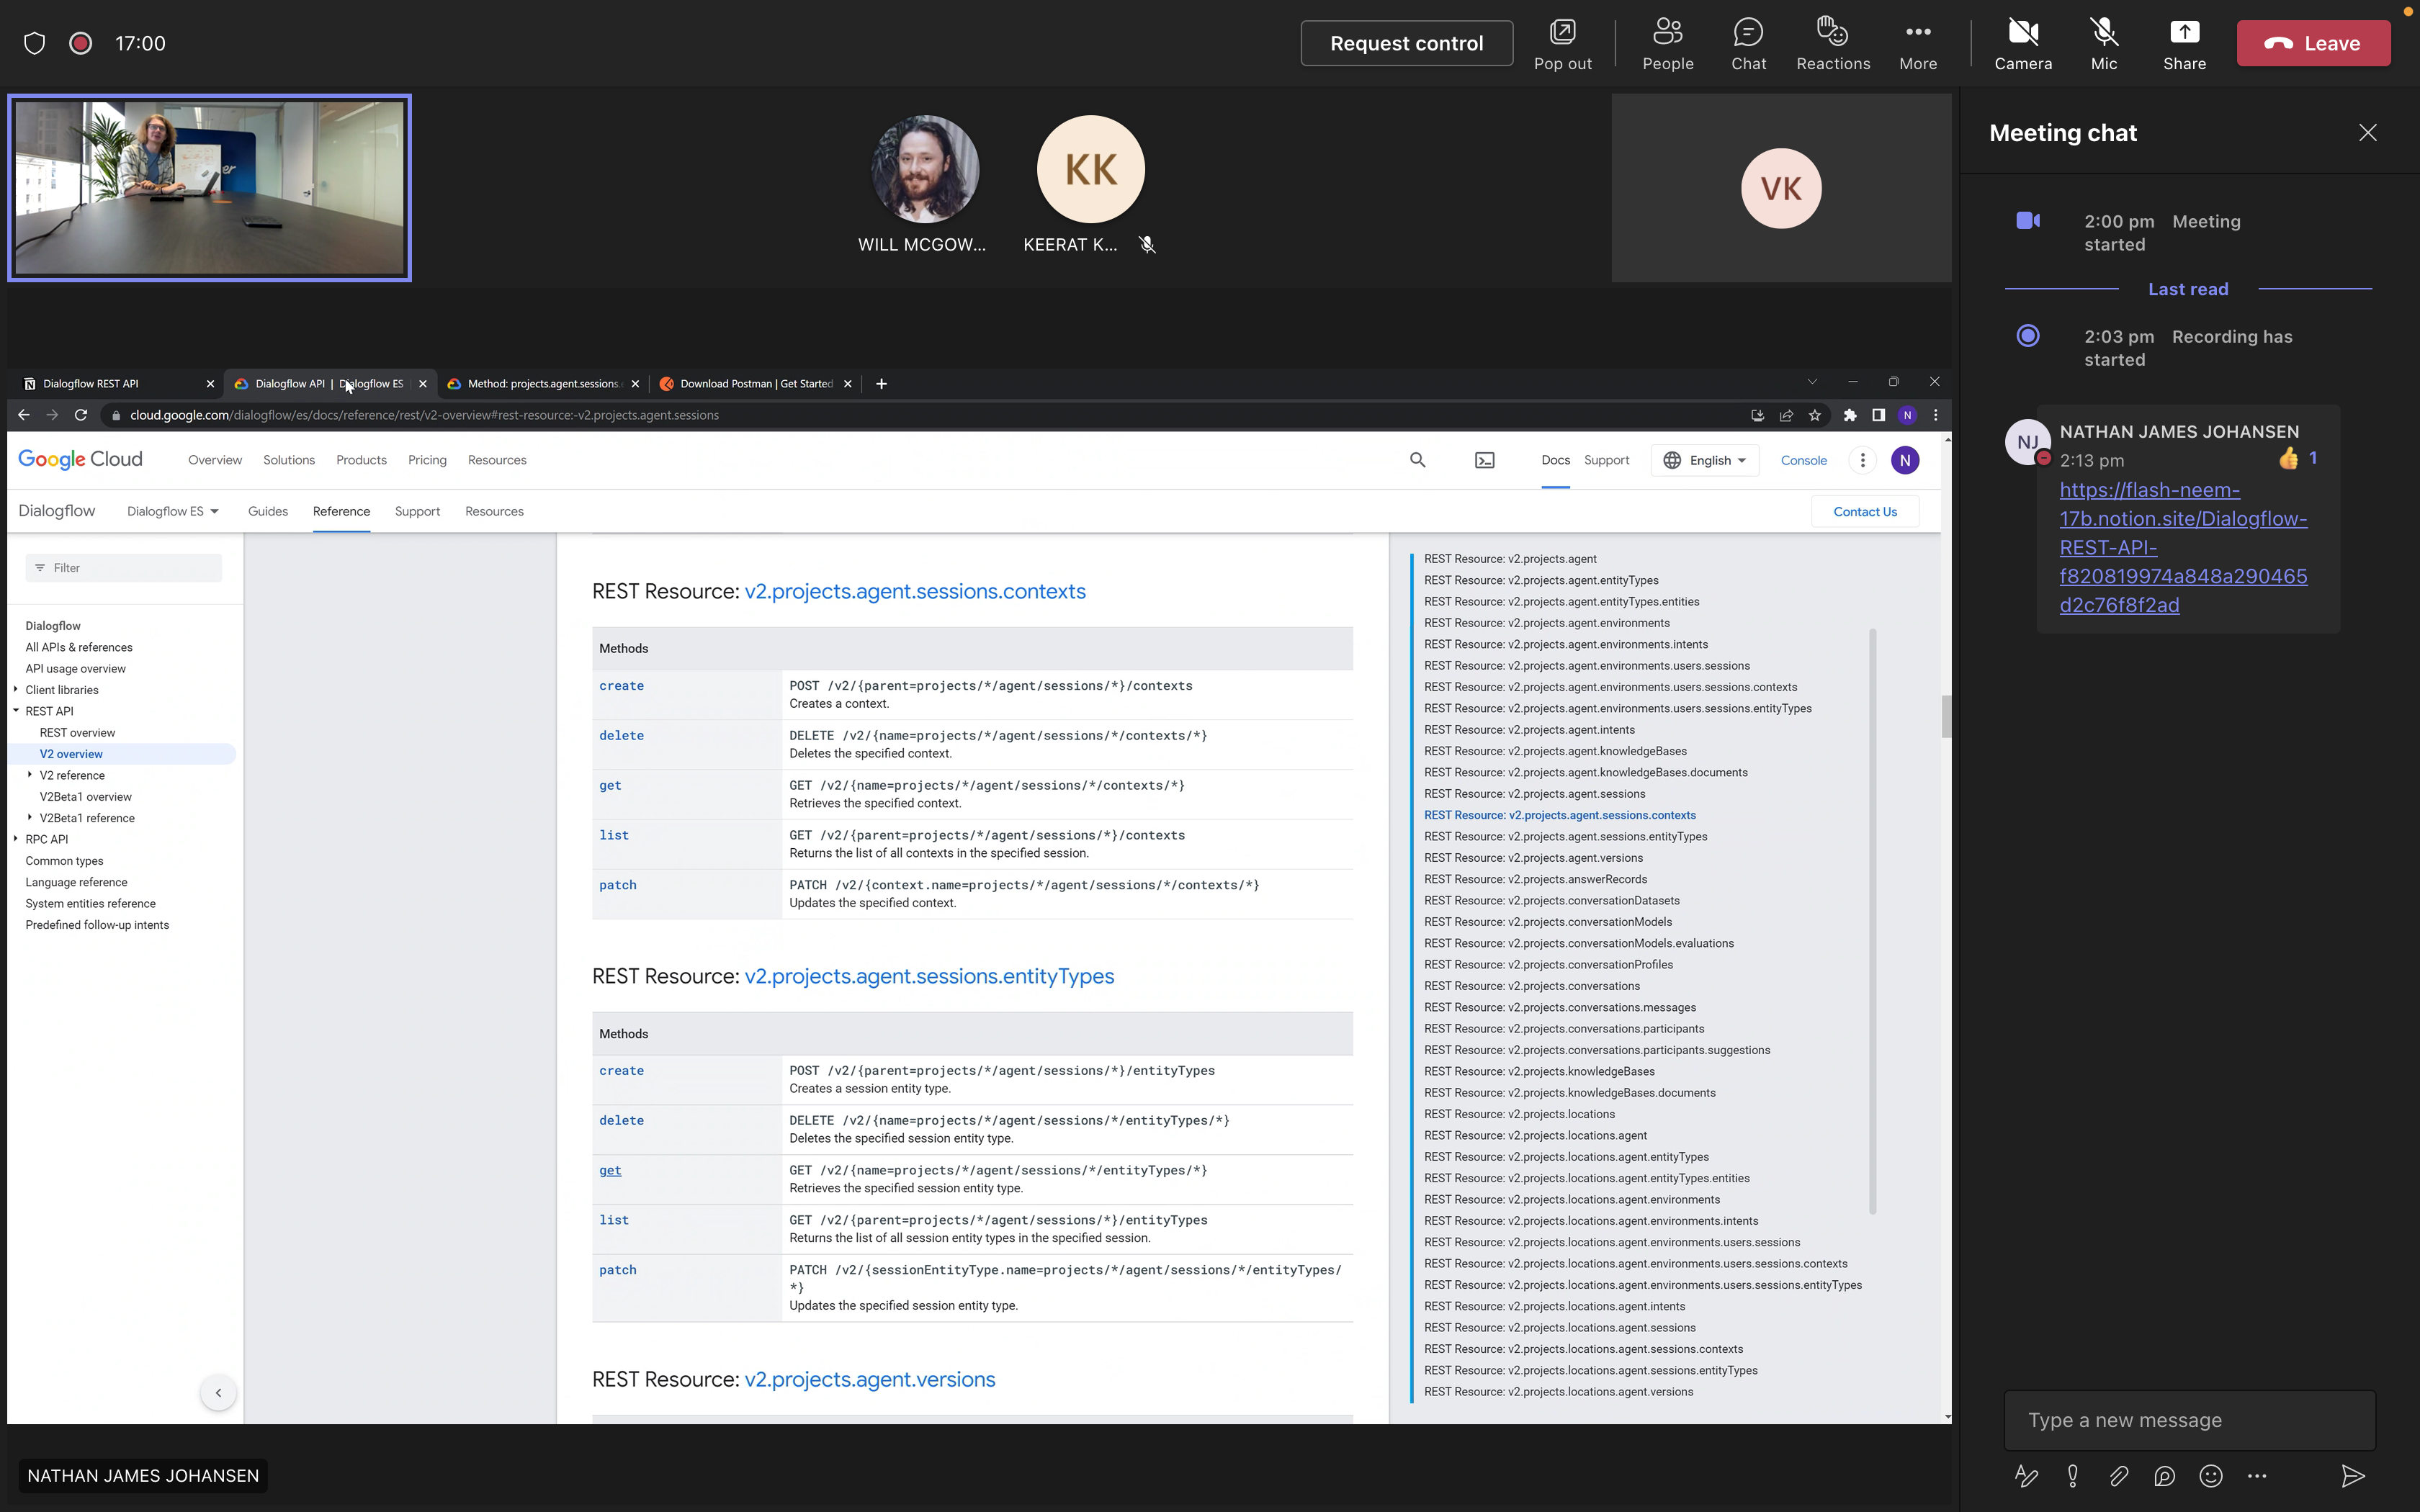 17:00
Request control
Pop out
People
Chat
Reactions
More
Camera
Mic
Share
Leave
WILL MCGOW...
KK
KEERAT K...
VK
Meeting chat
2:00 pm Meeting
started
Last read
2:03 pm Recording has
started
NJ
NATHAN JAMES JOHANSEN
2:13 pm
1
https://flash-neem-
17b.notion.site/Dialogflow-
REST-API-
f820819974a848a290465
d2c76f8f2ad
Type a new message
Dialogflow REST API
Dialogflow API | Dialogflow ES
Method: projects.agent.sessions.
Download Postman | Get Started
cloud.google.com/dialogflow/es/docs/reference/rest/v2-overview#rest-resource:-v2.projects.agent.sessions
N
Google Cloud
Overview
Solutions
Products
Pricing
Resources
Docs
Support
English
Console
N
Dialogflow
Dialogflow ES
Guides
Reference
Support
Resources
Contact Us
Filter
Dialogflow
All APIs & references
API usage overview
Client libraries
REST API
REST overview
V2 overview
V2 reference
V2Beta1 overview
V2Beta1 reference
RPC API
Common types
Language reference
System entities reference
Predefined follow-up intents
REST Resource: v2.projects.agent.sessions.contexts
Methods
create
POST /v2/{parent=projects/*/agent/sessions/*}/contexts
Creates a context.
delete
DELETE /v2/{name=projects/*/agent/sessions/*/contexts/*}
Deletes the specified context.
get
GET /v2/{name=projects/*/agent/sessions/*/contexts/*}
Retrieves the specified context.
list
GET /v2/{parent=projects/*/agent/sessions/*}/contexts
Returns the list of all contexts in the specified session.
patch
PATCH /v2/{context.name=projects/*/agent/sessions/*/contexts/*}
Updates the specified context.
REST Resource: v2.projects.agent.sessions.entityTypes
Methods
create
POST /v2/{parent=projects/*/agent/sessions/*}/entityTypes
Creates a session entity type.
delete
DELETE /v2/{name=projects/*/agent/sessions/*/entityTypes/*}
Deletes the specified session entity type.
get
GET /v2/{name=projects/*/agent/sessions/*/entityTypes/*}
Retrieves the specified session entity type.
list
GET /v2/{parent=projects/*/agent/sessions/*}/entityTypes
Returns the list of all session entity types in the specified session.
patch
PATCH /v2/{sessionEntityType.name=projects/*/agent/sessions/*/entityTypes/
*}
Updates the specified session entity type.
REST Resource: v2.projects.agent.versions
REST Resource: v2.projects.agent
REST Resource: v2.projects.agent.entityTypes
REST Resource: v2.projects.agent.entityTypes.entities
REST Resource: v2.projects.agent.environments
REST Resource: v2.projects.agent.environments.intents
REST Resource: v2.projects.agent.environments.users.sessions
REST Resource: v2.projects.agent.environments.users.sessions.contexts
REST Resource: v2.projects.agent.environments.users.sessions.entityTypes
REST Resource: v2.projects.agent.intents
REST Resource: v2.projects.agent.knowledgeBases
REST Resource: v2.projects.agent.knowledgeBases.documents
REST Resource: v2.projects.agent.sessions
REST Resource: v2.projects.agent.sessions.contexts
REST Resource: v2.projects.agent.sessions.entityTypes
REST Resource: v2.projects.agent.versions
REST Resource: v2.projects.answerRecords
REST Resource: v2.projects.conversationDatasets
REST Resource: v2.projects.conversationModels
REST Resource: v2.projects.conversationModels.evaluations
REST Resource: v2.projects.conversationProfiles
REST Resource: v2.projects.conversations
REST Resource: v2.projects.conversations.messages
REST Resource: v2.projects.conversations.participants
REST Resource: v2.projects.conversations.participants.suggestions
REST Resource: v2.projects.knowledgeBases
REST Resource: v2.projects.knowledgeBases.documents
REST Resource: v2.projects.locations
REST Resource: v2.projects.locations.agent
REST Resource: v2.projects.locations.agent.entityTypes
REST Resource: v2.projects.locations.agent.entityTypes.entities
REST Resource: v2.projects.locations.agent.environments
REST Resource: v2.projects.locations.agent.environments.intents
REST Resource: v2.projects.locations.agent.environments.users.sessions
REST Resource: v2.projects.locations.agent.environments.users.sessions.contexts
REST Resource: v2.projects.locations.agent.environments.users.sessions.entityTypes
REST Resource: v2.projects.locations.agent.intents
REST Resource: v2.projects.locations.agent.sessions
REST Resource: v2.projects.locations.agent.sessions.contexts
REST Resource: v2.projects.locations.agent.sessions.entityTypes
REST Resource: v2.projects.locations.agent.versions
NATHAN JAMES JOHANSEN